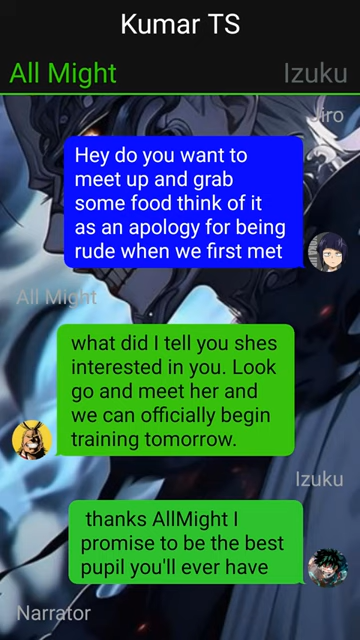 Kumar TS
All Might
Izuku
Jiro
Hey do you want to
meet up and grab
some food think of it
as an apology for being
rude when we first met
All Might
what did I tell you shes
interested in you. Look
go and meet her and
we can officially begin
training tomorrow.
Izuku
thanks AllMight I
promise to be the best
pupil you'll ever have
Narrator